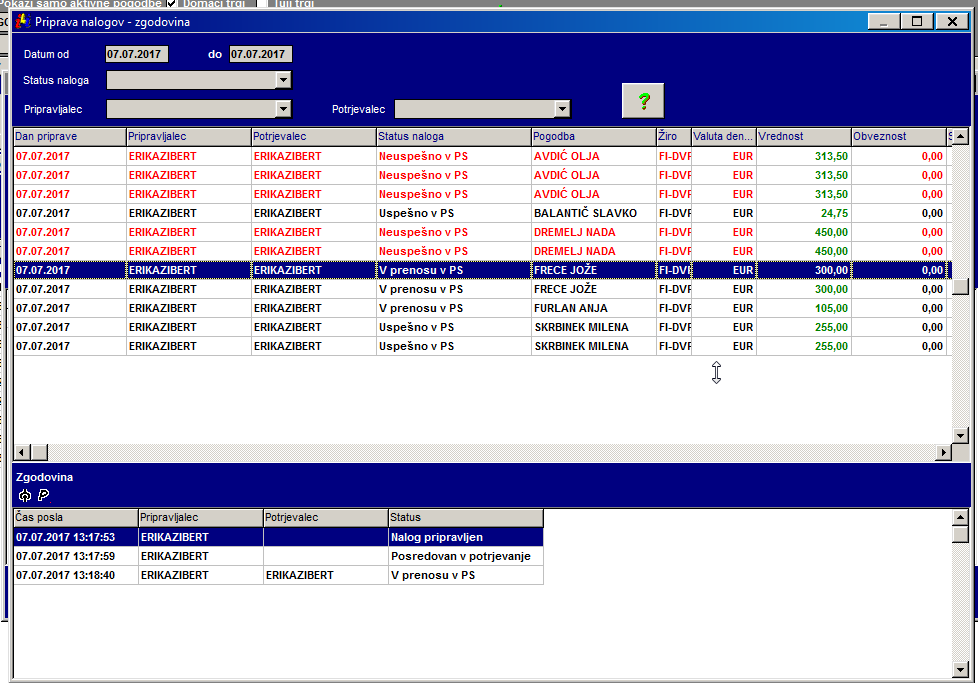 Pokaži samo aktivne pogodbe Domači trgi Tuji trgi
Priprava nalogov - zgodovina
Datum od 07.07.2017 do 07.07.2017
Status naloga
Pripravljalec Potrjevalec ?
Dan priprave Pripravljalec Potrjevalec Status naloga Pogodba Žiro Valuta den... Vrednost Obveznost
07.07.2017 ERIKAZIBERT ERIKAZIBERT Neuspešno v PS AVDIĆ OLJA FI-DVF EUR 313,50 0,00
07.07.2017 ERIKAZIBERT ERIKAZIBERT Neuspešno v PS AVDIĆ OLJA FI-DVF EUR 313,50 0,00
07.07.2017 ERIKAZIBERT ERIKAZIBERT Neuspešno v PS AVDIĆ OLJA FI-DVF EUR 313,50 0,00
07.07.2017 ERIKAZIBERT ERIKAZIBERT Uspešno v PS BALANTIČ SLAVKO FI-DVF EUR 24,75 0,00
07.07.2017 ERIKAZIBERT ERIKAZIBERT Neuspešno v PS DREMELJ NADA FI-DVF EUR 450,00 0,00
07.07.2017 ERIKAZIBERT ERIKAZIBERT Neuspešno v PS DREMELJ NADA FI-DVF EUR 450,00 0,00
07.07.2017 ERIKAZIBERT ERIKAZIBERT V prenosu v PS FRECE JOŽE FI-DVF EUR 300,00 0,00
07.07.2017 ERIKAZIBERT ERIKAZIBERT V prenosu v PS FRECE JOŽE FI-DVF EUR 300,00 0,00
07.07.2017 ERIKAZIBERT ERIKAZIBERT V prenosu v PS FURLAN ANJA FI-DVF EUR 105,00 0,00
07.07.2017 ERIKAZIBERT ERIKAZIBERT Uspešno v PS SKRBINEK MILENA FI-DVF EUR 255,00 0,00
07.07.2017 ERIKAZIBERT ERIKAZIBERT Uspešno v PS SKRBINEK MILENA FI-DVF EUR 255,00 0,00
Zgodovina
Čas posla Pripravljalec Potrjevalec Status
07.07.2017 13:17:53 ERIKAZIBERT Nalog pripravljen
07.07.2017 13:17:59 ERIKAZIBERT Posredovan v potrjevanje
07.07.2017 13:18:40 ERIKAZIBERT ERIKAZIBERT V prenosu v PS